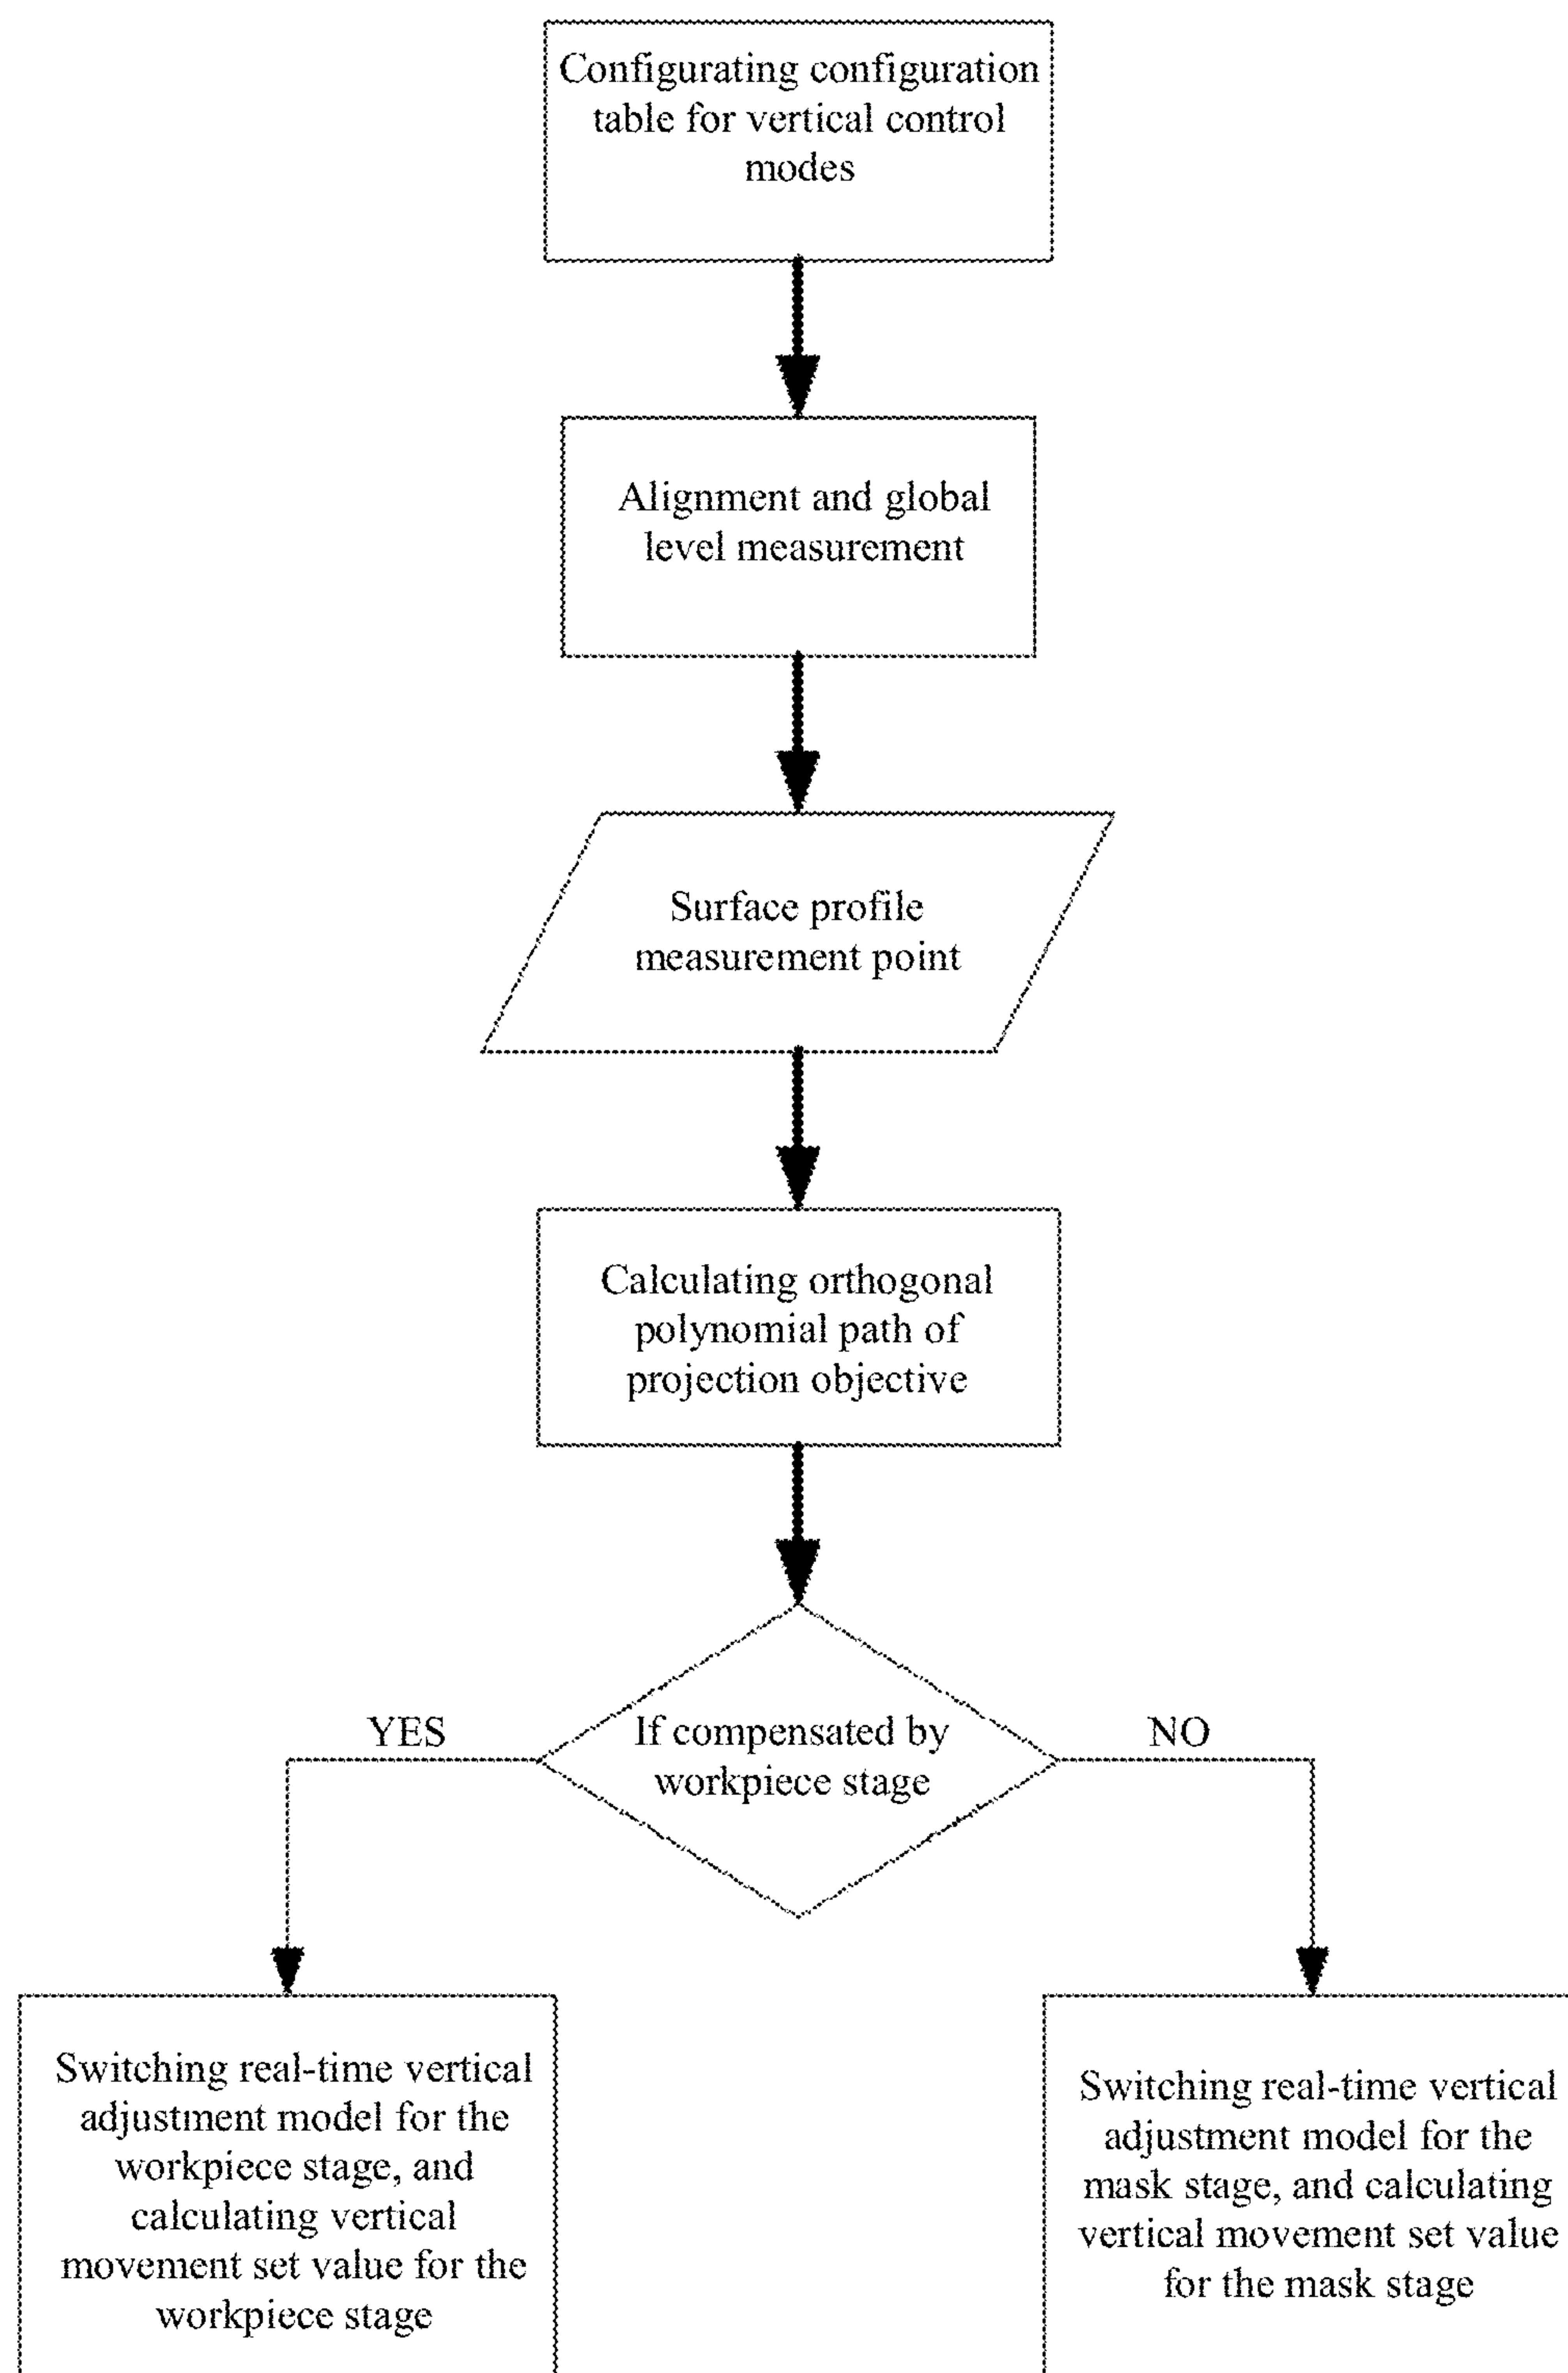 Configurating configuration
table for vertical control
modes
Alignment and global
level measurement
Surface profile
measurement point
Calculating orthogonal
polynomial path of
projection objective
YES
If compensated by
workpiece stage
NO
Switching real-time vertical
adjustment model for the
workpiece stage, and
calculating vertical
movement set value for the
workpiece stage
Switching real-time vertical
adjustment model for the
mask stage, and calculating
vertical movement set value
for the mask stage